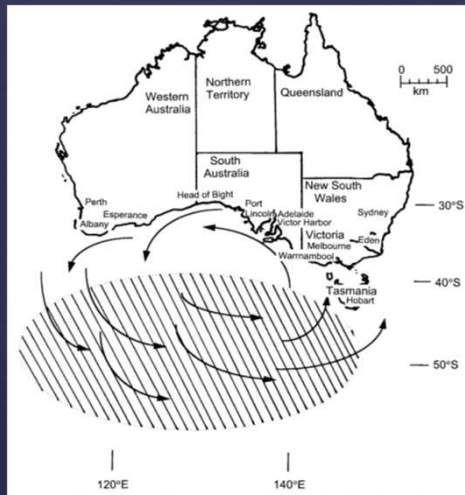 Western
Australia
Northern
Territory
Queensland
0 500
km
South
Australia
New South
Wales
30°S
Perth
Head of Bight
Port
Lincoln
Adelaide
Sydney
Esperance
Victor Harbor
Albany
Victoria
Eden
Melbourne
Warrnambool
Tasmania
40°S
Hobart
50°S
120°E
140°E